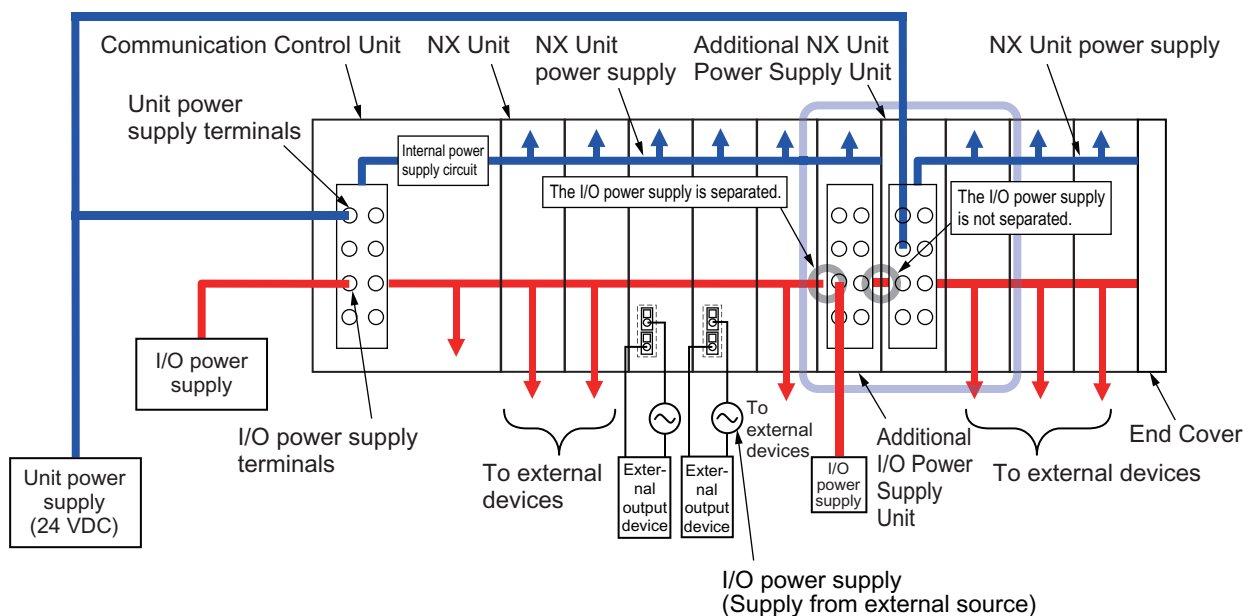 Communication Control Unit
NX Unit
NX Unit
power supply
Additional NX Unit
Power Supply Unit
NX Unit power supply
Unit power
supply terminals
Internal power
supply circuit
The I/O power supply is separated.
The I/O power supply
is not separated.
I/O power
supply
I/O power supply
terminals
Unit power
supply
(24 VDC)
To external
devices
Exter-
nal
output
device
Exter-
nal
output
device
To
external
devices
I/O
power
supply
Additional
I/O Power
Supply
Unit
To external devices
End Cover
I/O power supply
(Supply from external source)